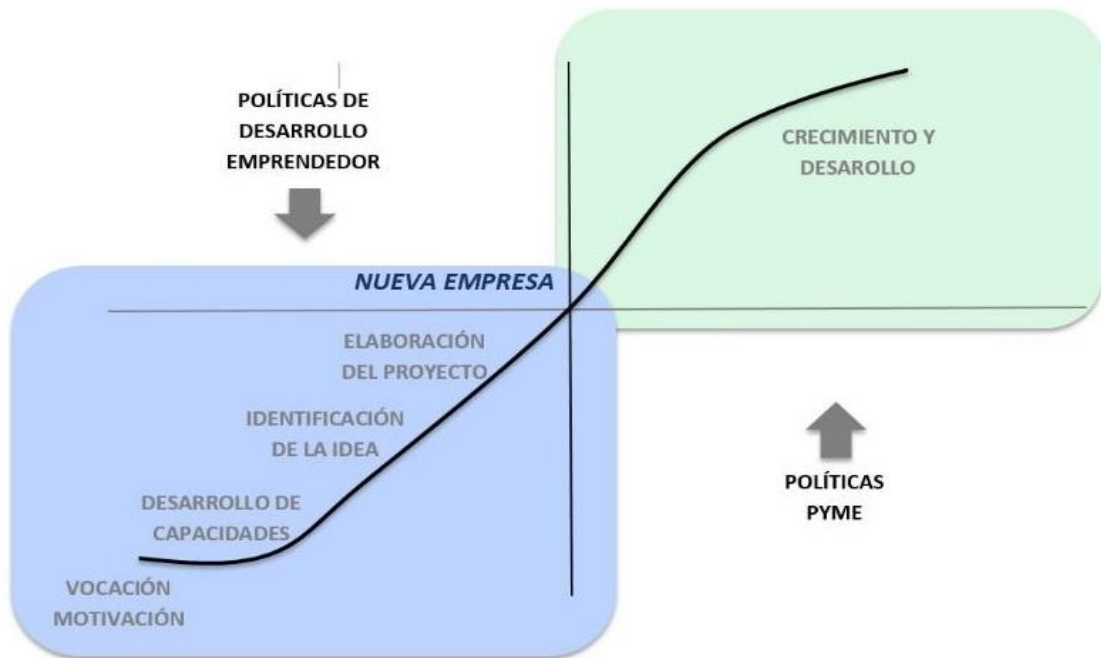 POLÍTICAS DE
DESARROLLO
EMPRENDEDOR
CRECIMIENTO Y
DESAROLLO
NUEVA EMPRESA
ELABORACIÓN
DEL PROYECTO
IDENTIFICACIÓN
DE LA IDEA
DESARROLLO DE
CAPACIDADES
VOCACIÓN
MOTIVACIÓN
POLÍTICAS
PYME